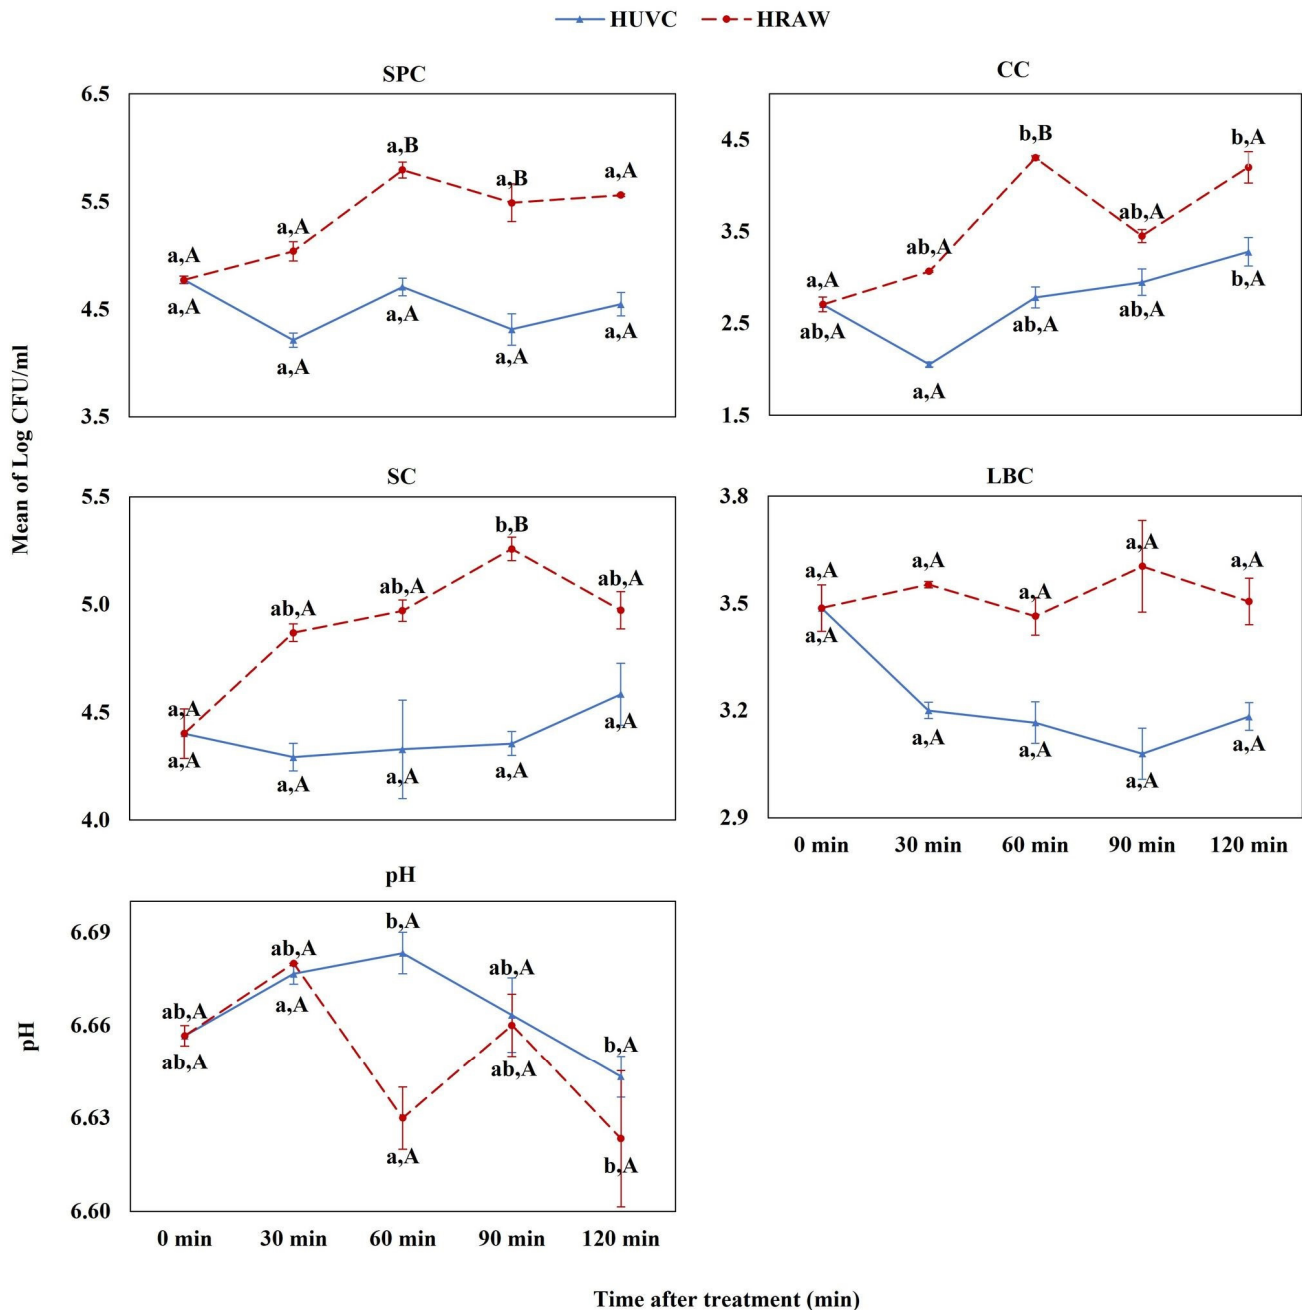 HUVC HRAW
SPC
6.5
5.5
4.5
3.5
a,A
a,A
a,B
a,B
a,A
a,A
a,A
a,A
a,A
a,A
CC
4.5
3.5
2.5
1.5
a,A
ab,A
b,B
ab,A
b,A
ab,A
a,A
ab,A
ab,A
b,A
Mean of Log CFU/ml
SC
5.5
5.0
4.5
4.0
a,A
ab,A
ab,A
b,B
ab,A
a,A
a,A
a,A
a,A
a,A
LBC
3.8
3.5
3.2
2.9
a,A
a,A
a,A
a,A
a,A
a,A
a,A
a,A
a,A
a,A
0 min 30 min 60 min 90 min 120 min
pH
pH
6.69
6.66
6.63
6.60
ab,A
ab,A
b,A
ab,A
b,A
ab,A
a,A
a,A
ab,A
b,A
0 min 30 min 60 min 90 min 120 min
Time after treatment (min)